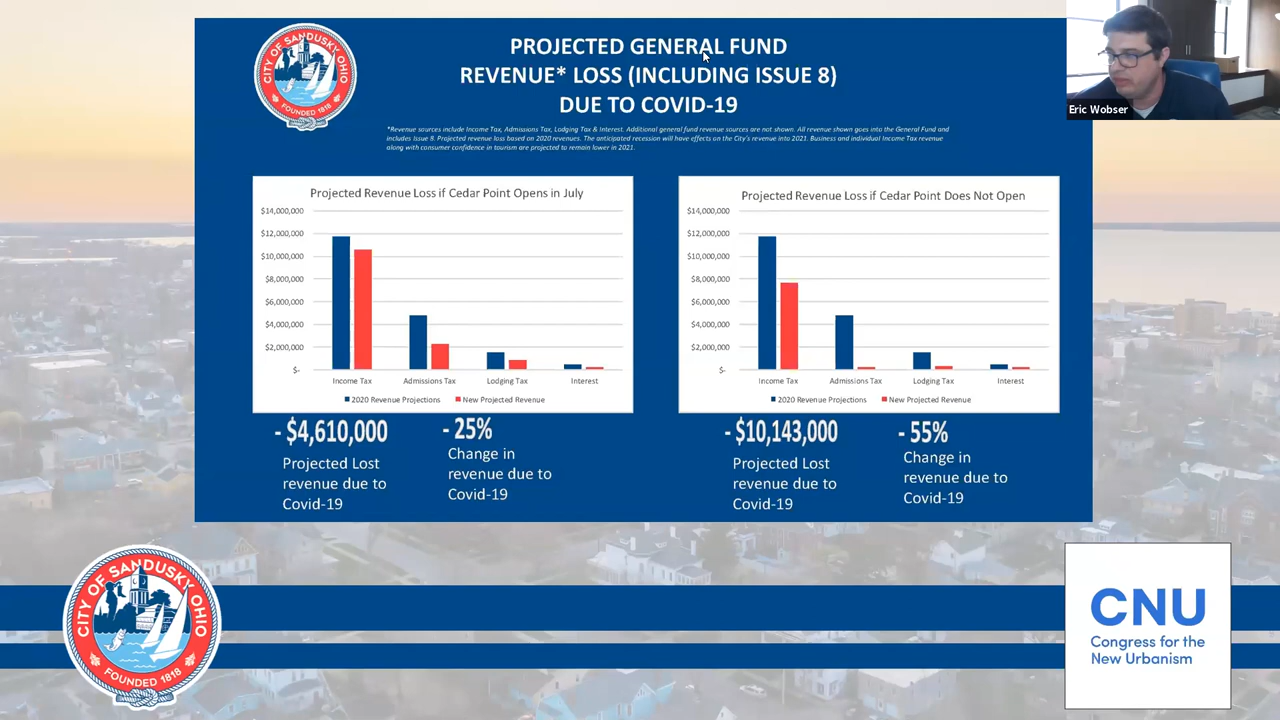 CITY OF SANDUSKY, OHIO
FOUNDED 1818
PROJECTED GENERAL FUND
REVENUE* LOSS (INCLUDING ISSUE 8)
DUE TO COVID-19
*Revenue sources include Income Tax, Admissions Tax, Lodging Tax & Interest. Additional general fund revenue sources are not shown. All revenue shown goes into the General Fund and
includes Issue 8. Projected revenue loss based on 2020 revenues. The anticipated recession will have effects on the City's revenue into 2021. Business and individual Income Tax revenue
along with consumer confidence in tourism are projected to remain lower in 2021.
Eric Wobser
Projected Revenue Loss if Cedar Point Opens in July
$14,000,000
$12,000,000
$10,000,000
$8,000,000
$6,000,000
$4,000,000
$2,000,000
$-
Income Tax Admissions Tax Lodging Tax Interest
2020 Revenue Projections New Projected Revenue
Projected Revenue Loss if Cedar Point Does Not Open
$14,000,000
$12,000,000
$10,000,000
$8,000,000
$6,000,000
$4,000,000
$2,000,000
$-
Income Tax Admissions Tax Lodging Tax Interest
2020 Revenue Projections New Projected Revenue
- $4,610,000
Projected Lost
revenue due to
Covid-19
- 25%
Change in
revenue due to
Covid-19
- $10,143,000
Projected Lost
revenue due to
Covid-19
- 55%
Change in
revenue due to
Covid-19
CITY OF SANDUSKY, OHIO
FOUNDED 1818
CNU
Congress for the
New Urbanism